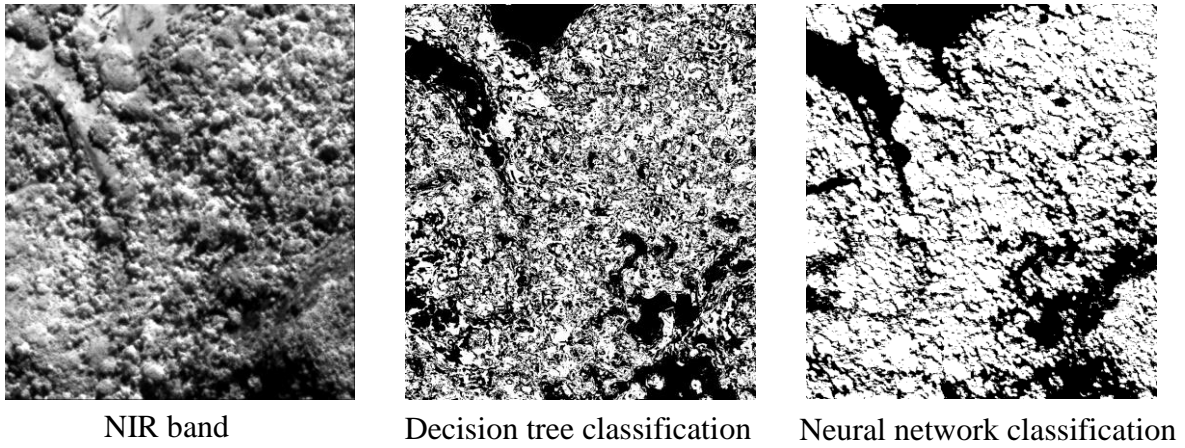 NIR band
Decision tree classification
Neural network classification